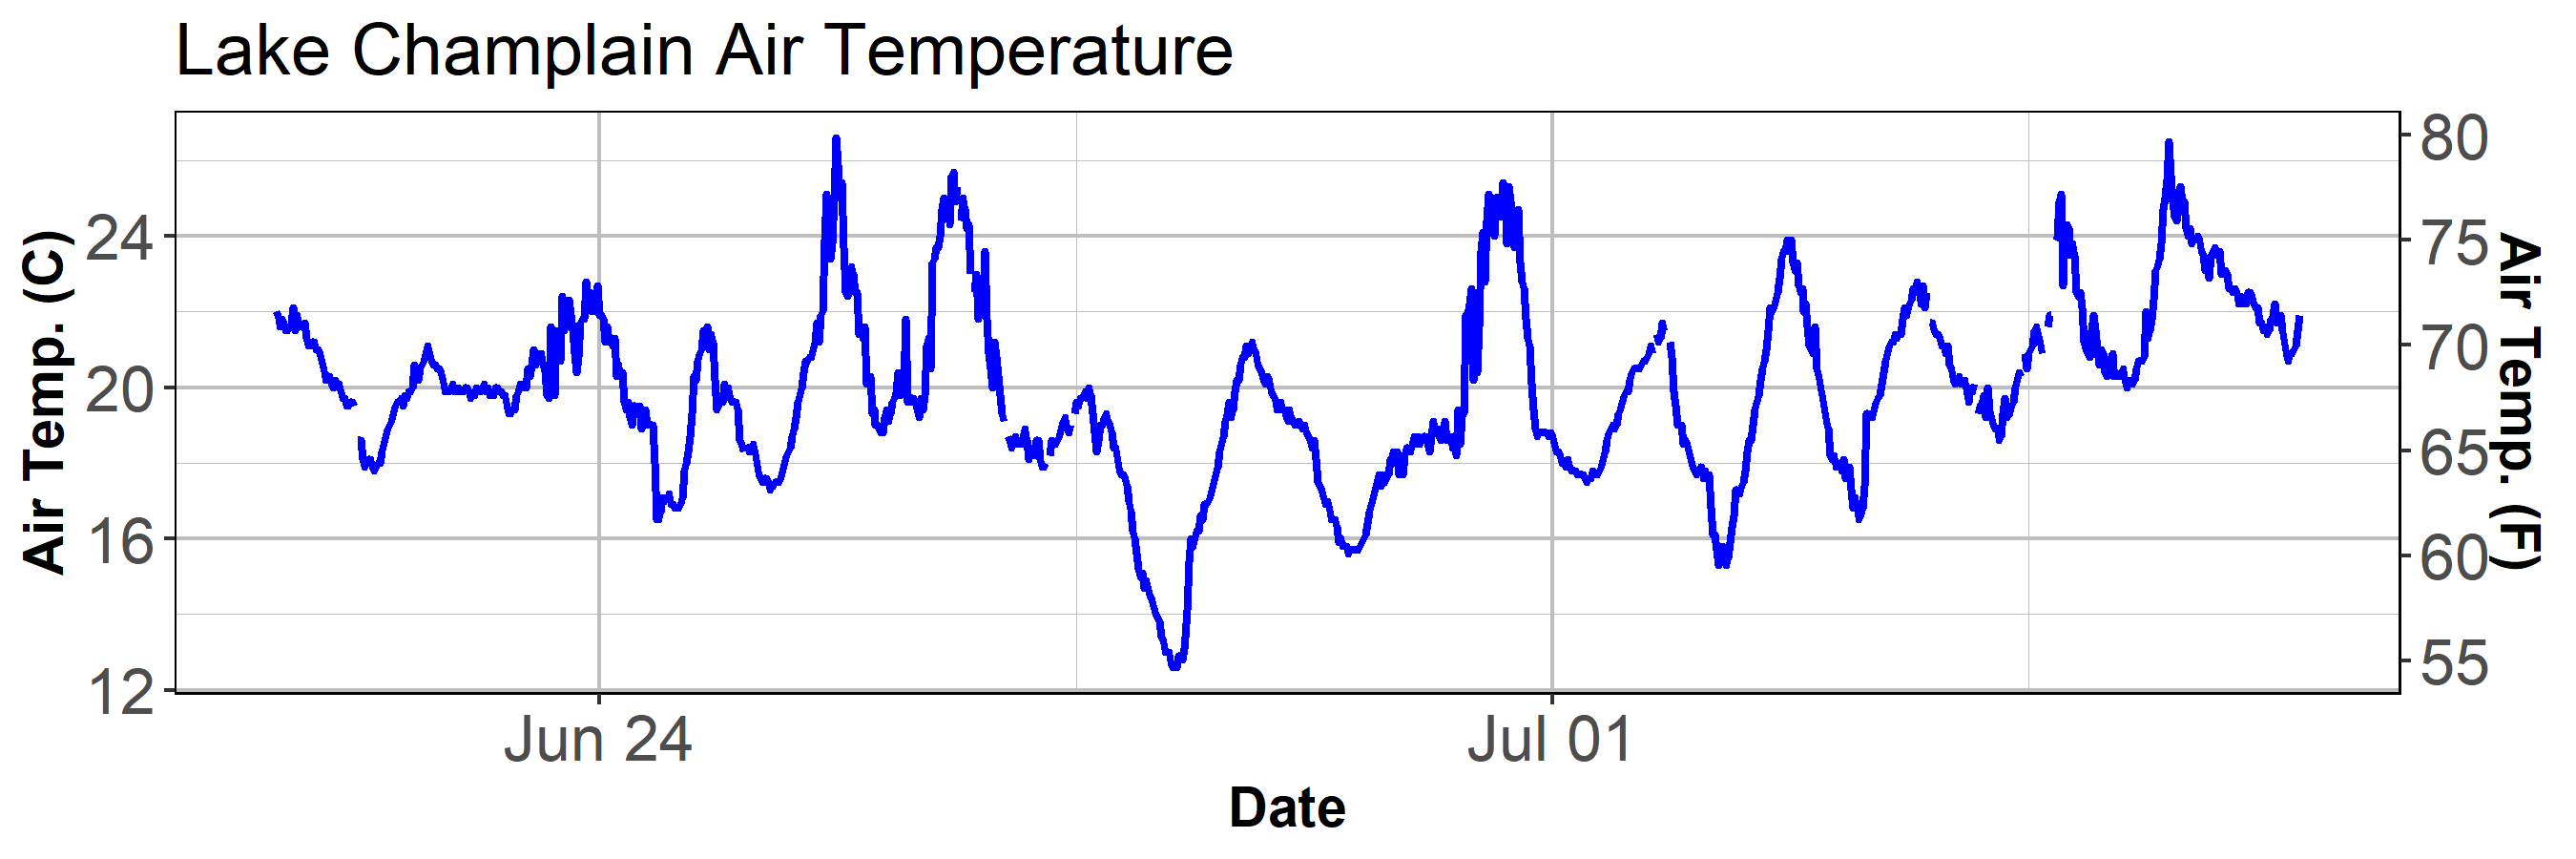 Lake Champlain Air Temperature
Air Temp. (C)
24
20
16
12
80
75
70
65
60
55
Air Temp. (F)
Jun 24
Jul 01
Date